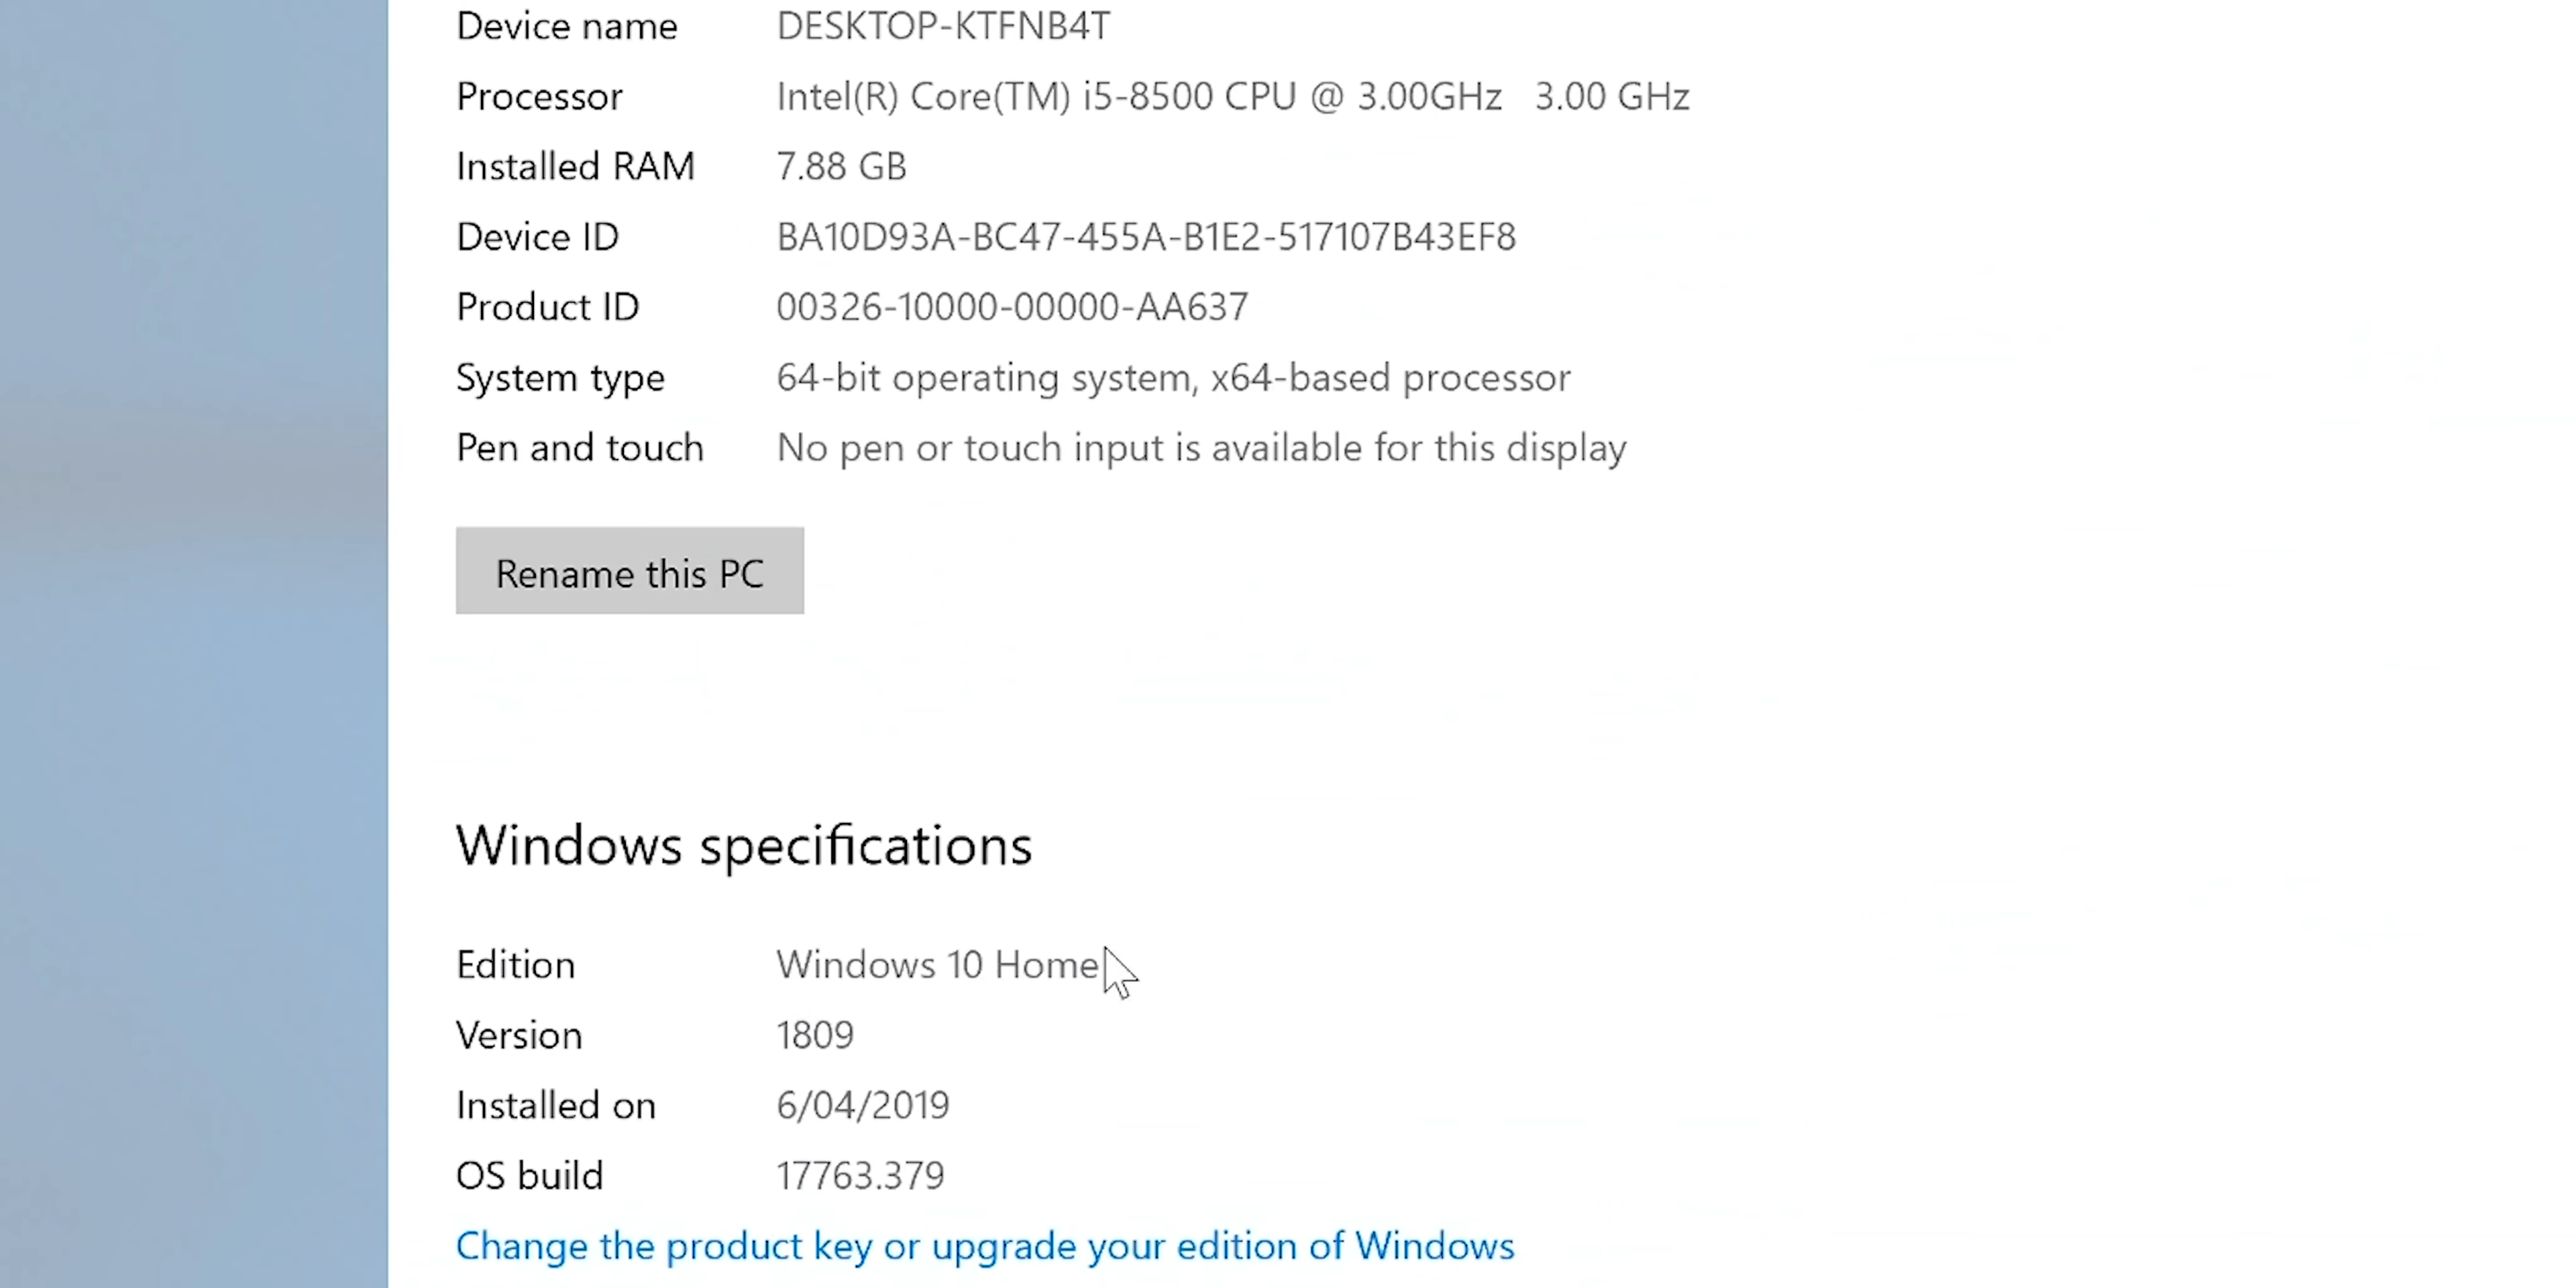 Device name DESKTOP-KTFNB4T
Processor Intel(R) Core(TM) i5-8500 CPU @ 3.00GHz 3.00 GHz
Installed RAM 7.88 GB
Device ID BA10D93A-BC47-455A-B1E2-517107B43EF8
Product ID 00326-10000-00000-AA637
System type 64-bit operating system, x64-based processor
Pen and touch No pen or touch input is available for this display
Rename this PC
Windows specifications
Edition Windows 10 Home
Version 1809
Installed on 6/04/2019
OS build 17763.379
Change the product key or upgrade your edition of Windows